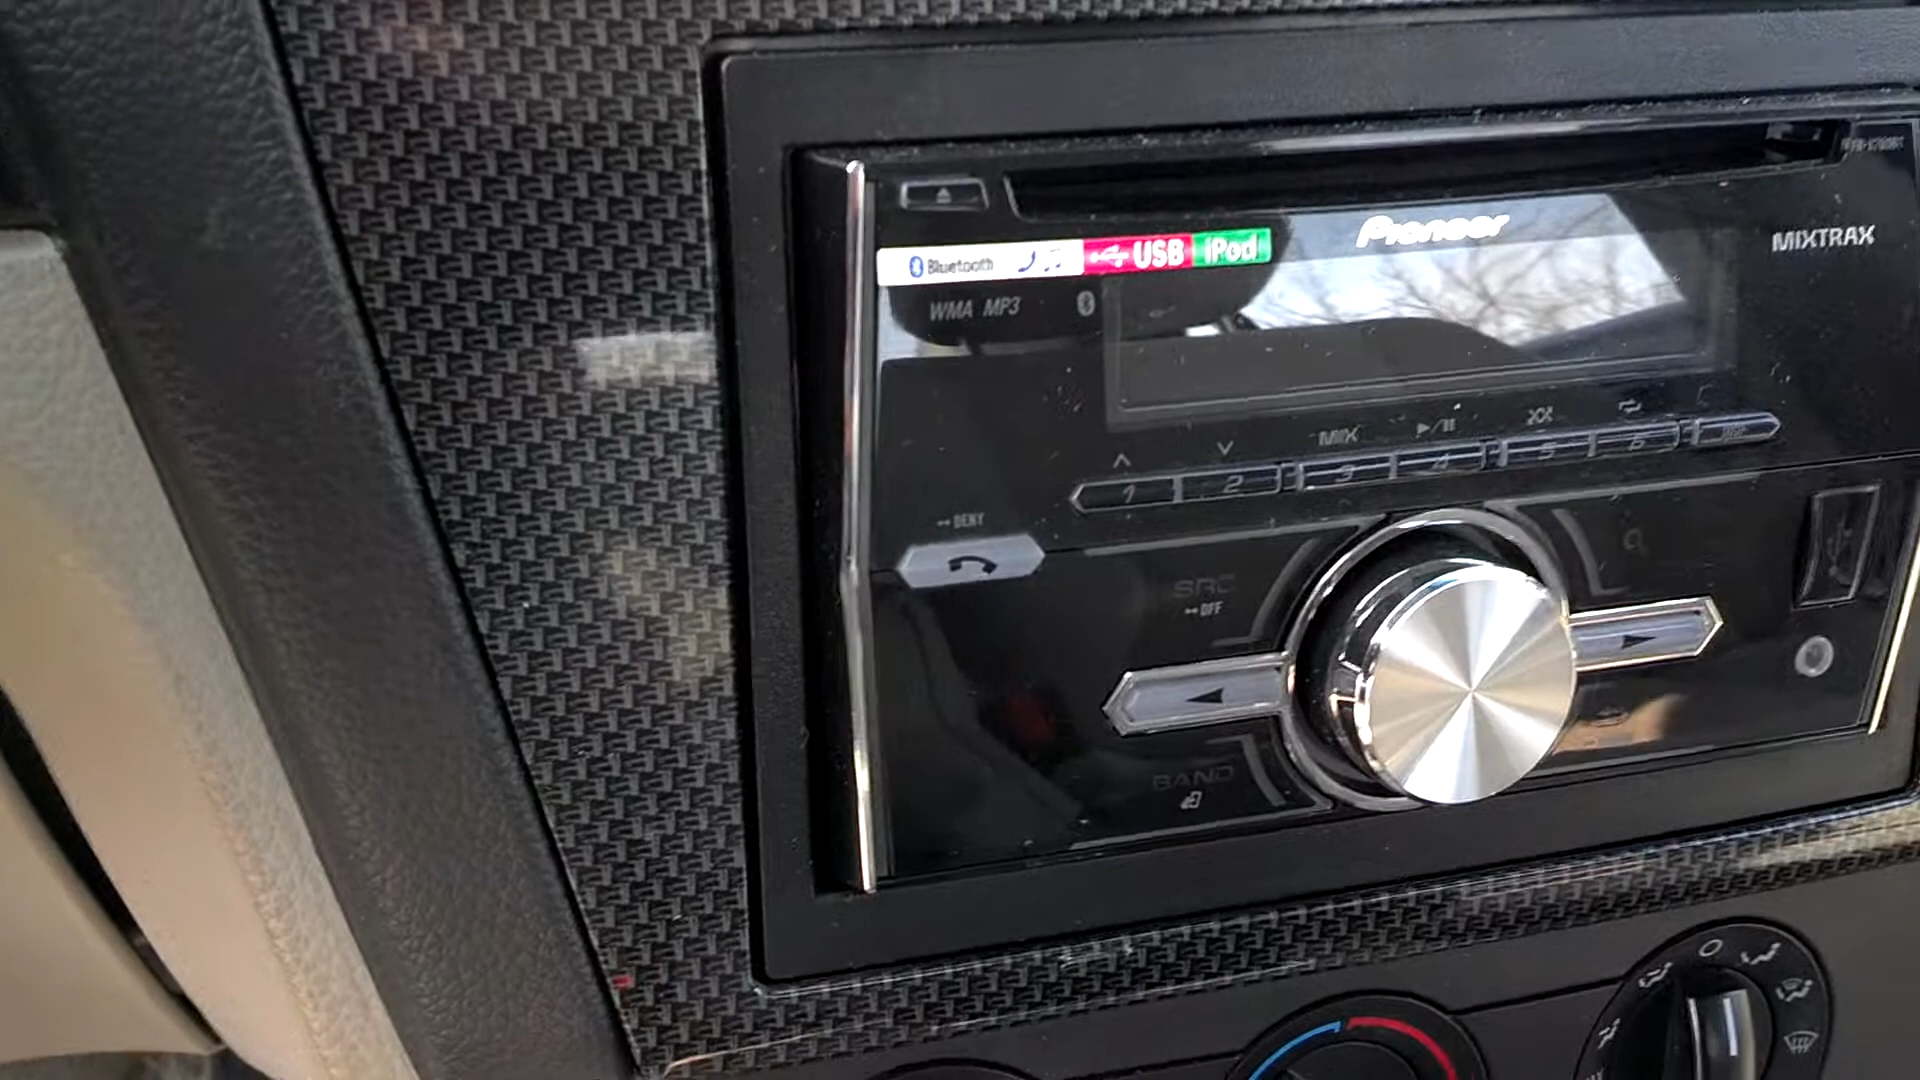 Pioneer
MIXTRAX
Bluetooth USB iPod
WMA MP3
MIX
1 2 3 4 5 6
DENY
SRC
OFF
BAND